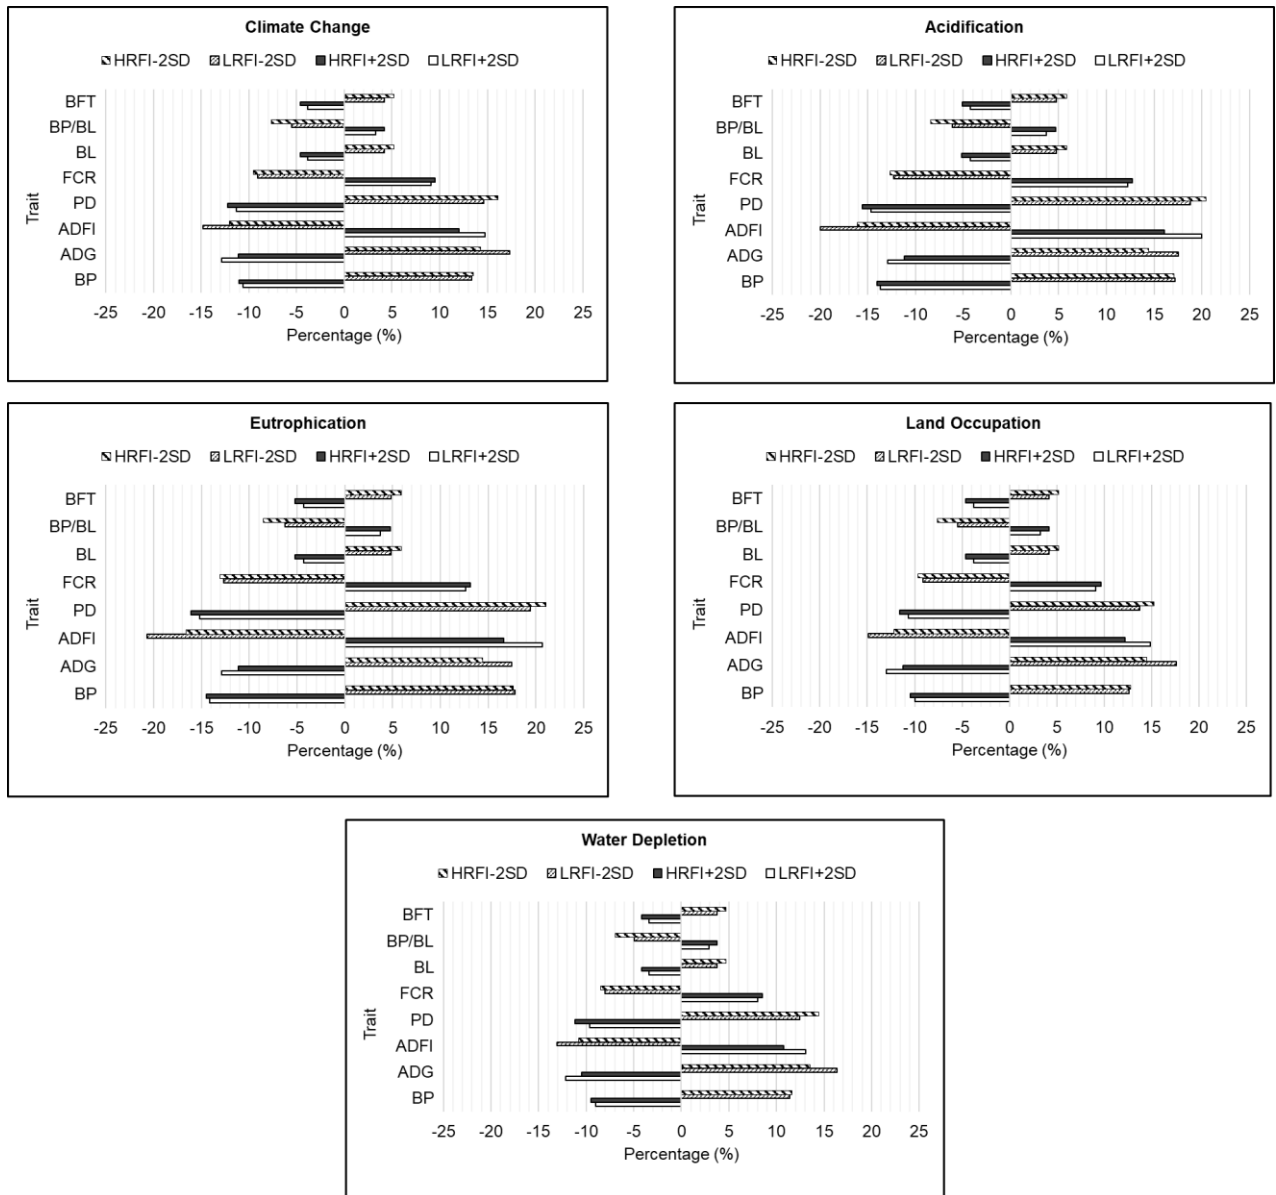 Climate Change
HRFI-2SD LRFI-2SD HRFI+2SD LRFI+2SD
Trait
BFT
BP/BL
BL
FCR
PD
ADFI
ADG
BP
-25 -20 -15 -10 -5 0 5 10 15 20 25
Percentage (%)
Acidification
HRFI-2SD LRFI-2SD HRFI+2SD LRFI+2SD
Trait
BFT
BP/BL
BL
FCR
PD
ADFI
ADG
BP
-25 -20 -15 -10 -5 0 5 10 15 20 25
Percentage (%)
Eutrophication
HRFI-2SD LRFI-2SD HRFI+2SD LRFI+2SD
Trait
BFT
BP/BL
BL
FCR
PD
ADFI
ADG
BP
-25 -20 -15 -10 -5 0 5 10 15 20 25
Percentage (%)
Land Occupation
HRFI-2SD LRFI-2SD HRFI+2SD LRFI+2SD
Trait
BFT
BP/BL
BL
FCR
PD
ADFI
ADG
BP
-25 -20 -15 -10 -5 0 5 10 15 20 25
Percentage (%)
Water Depletion
HRFI-2SD LRFI-2SD HRFI+2SD LRFI+2SD
Trait
BFT
BP/BL
BL
FCR
PD
ADFI
ADG
BP
-25 -20 -15 -10 -5 0 5 10 15 20 25
Percentage (%)